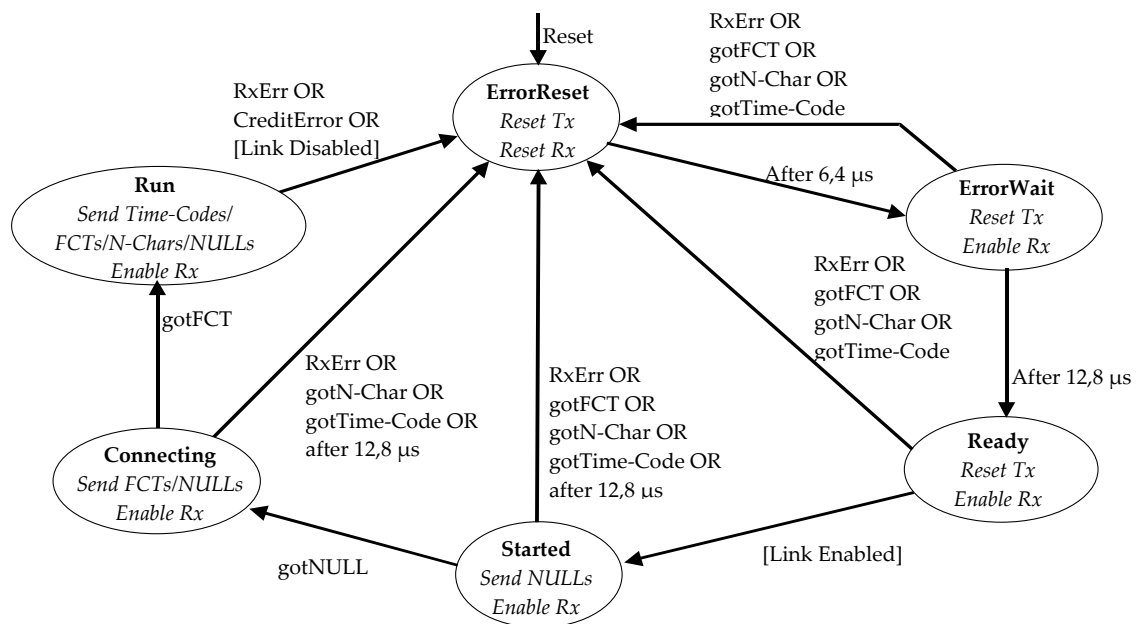 Reset
ErrorReset
Reset Tx
Reset Rx
RxErr OR
gotFCT OR
gotN-Char OR
gotTime-Code
RxErr OR
CreditError OR
[Link Disabled]
Run
Send Time-Codes/
FCTs/N-Chars/NULLs
Enable Rx
After 6,4 µs
ErrorWait
Reset Tx
Enable Rx
gotFCT
RxErr OR
gotN-Char OR
gotTime-Code OR
after 12,8 µs
RxErr OR
gotFCT OR
gotN-Char OR
gotTime-Code OR
after 12,8 µs
RxErr OR
gotFCT OR
gotN-Char OR
gotTime-Code
After 12,8 µs
Connecting
Send FCTs/NULLs
Enable Rx
Ready
Reset Tx
Enable Rx
gotNULL
Started
Send NULLs
Enable Rx
[Link Enabled]